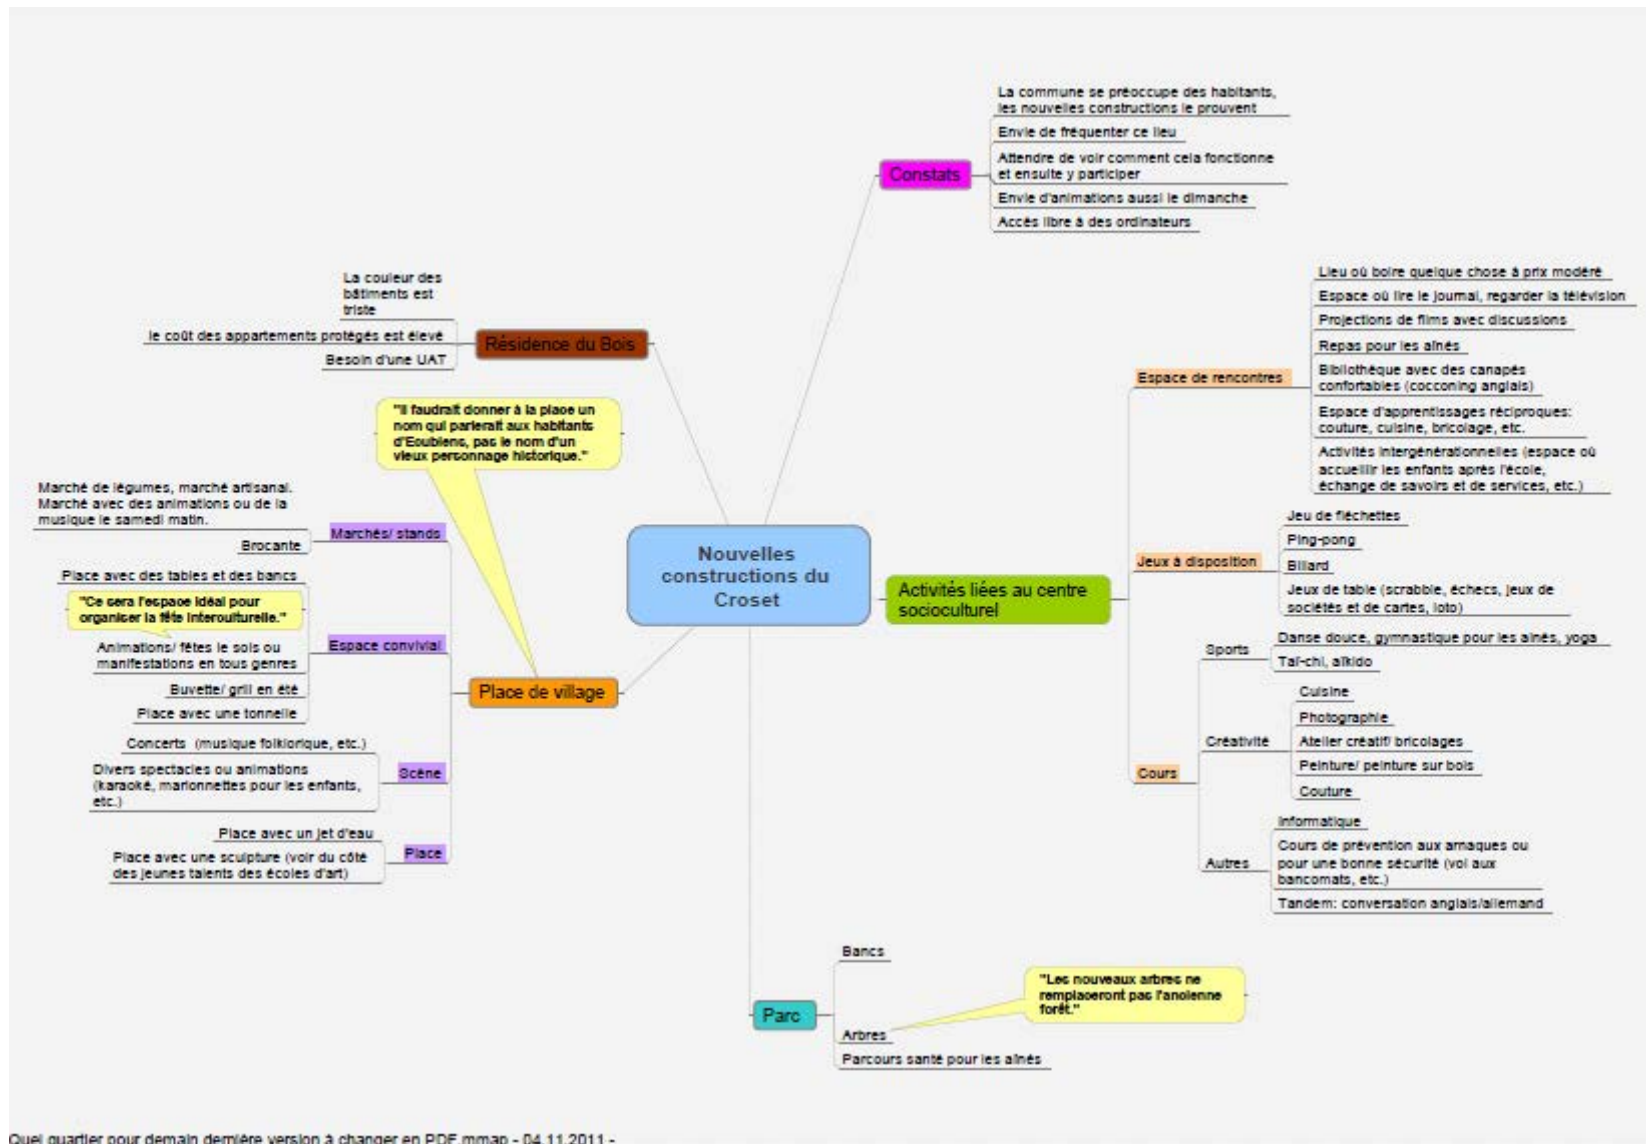 La commune se préoccupe des habitants,
les nouvelles constructions le prouvent
Envie de fréquenter ce lieu
Attendre de voir comment cela fonctionne
et ensuite y participer
Envie d'animations aussi le dimanche
Accès libre à des ordinateurs
Constats
La couleur des
bâtiments est
triste
le coût des appartements protégés est élevé
Besoin d'une UAT
Résidence du Bois
"Il faudrait donner à la place un
nom qui parlerait aux habitants
d'Ecublens, pas le nom d'un
vieux personnage historique."
Marché de légumes, marché artisanal.
Marché avec des animations ou de la
musique le samedi matin.
Brocante
Marchés/ stands
Place avec des tables et des bancs
"Ce sera l'espace idéal pour
organiser la fête interculturelle."
Animations/ fêtes le sois ou
manifestations en tous genres
Buvette/ grill en été
Place avec une tonnelle
Espace convivial
Place de village
Concerts (musique folklorique, etc.)
Divers spectacles ou animations
(karaoké, marionnettes pour les enfants,
etc.)
Scène
Place avec un jet d'eau
Place avec une sculpture (voir du côté
des jeunes talents des écoles d'art)
Place
Nouvelles
constructions du
Croset
Activités liées au centre
socioculturel
Espace de rencontres
Lieu où boire quelque chose à prix modéré
Espace où lire le journal, regarder la télévision
Projections de films avec discussions
Repas pour les aînés
Bibliothèque avec des canapés
confortables (cocconing anglais)
Espace d'apprentissages réciproques:
couture, cuisine, bricolage, etc.
Activités intergénérationnelles (espace où
accueillir les enfants après l'école,
échange de savoirs et de services, etc.)
Jeux à disposition
Jeu de fléchettes
Ping-pong
Billard
Jeux de table (scrabble, échecs, jeux de
sociétés et de cartes, loto)
Cours
Sports
Danse douce, gymnastique pour les aînés, yoga
Taï-chi, aïkido
Créativité
Cuisine
Photographie
Atelier créatif/ bricolages
Peinture/ peinture sur bois
Couture
Autres
Informatique
Cours de prévention aux arnaques ou
pour une bonne sécurité (vol aux
bancomats, etc.)
Tandem: conversation anglais/allemand
Parc
Bancs
Arbres
"Les nouveaux arbres ne
remplaceront pas l'ancienne
forêt."
Parcours santé pour les aînés
Quel quartier pour demain dernière version à changer en PDF.mmap - 04.11.2011 -